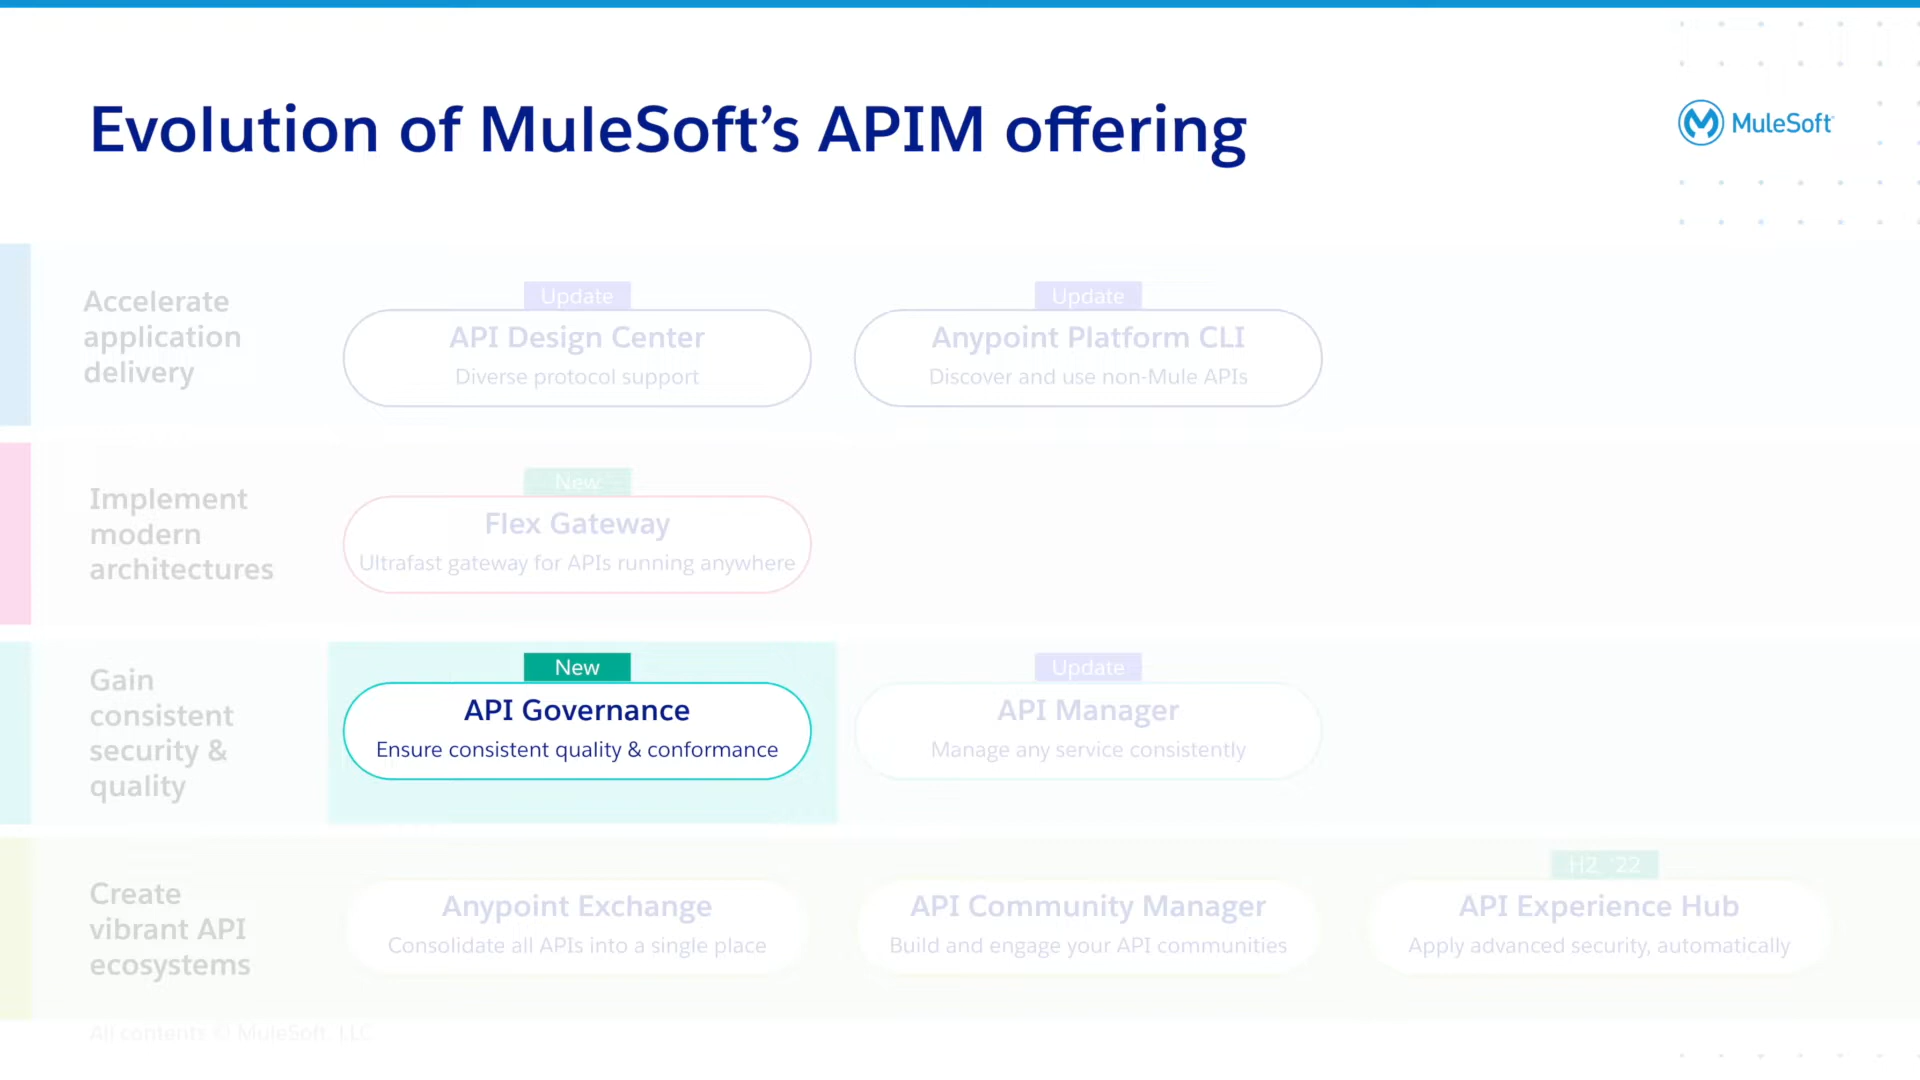 Evolution of MuleSoft’s APIM offering
MuleSoft
Accelerate
application
delivery
Update
API Design Center
Diverse protocol support
Update
Anypoint Platform CLI
Discover and use non-Mule APIs
Implement
modern
architectures
New
Flex Gateway
Ultrafast gateway for APIs running anywhere
Gain
consistent
security &
quality
New
API Governance
Ensure consistent quality & conformance
Update
API Manager
Manage any service consistently
Create
vibrant API
ecosystems
Anypoint Exchange
Consolidate all APIs into a single place
API Community Manager
Build and engage your API communities
H2 ‘22
API Experience Hub
Apply advanced security, automatically
All contents © MuleSoft, LLC